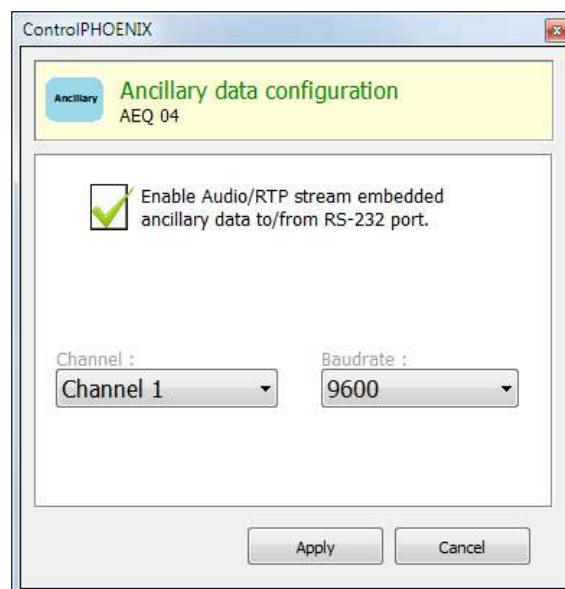 ControlPHOENIX
Ancillary
Ancillary data configuration
AEQ 04
Enable Audio/RTP stream embedded
ancillary data to/from RS-232 port.
Channel :
Baudrate :
Channel 1
9600
Apply
Cancel